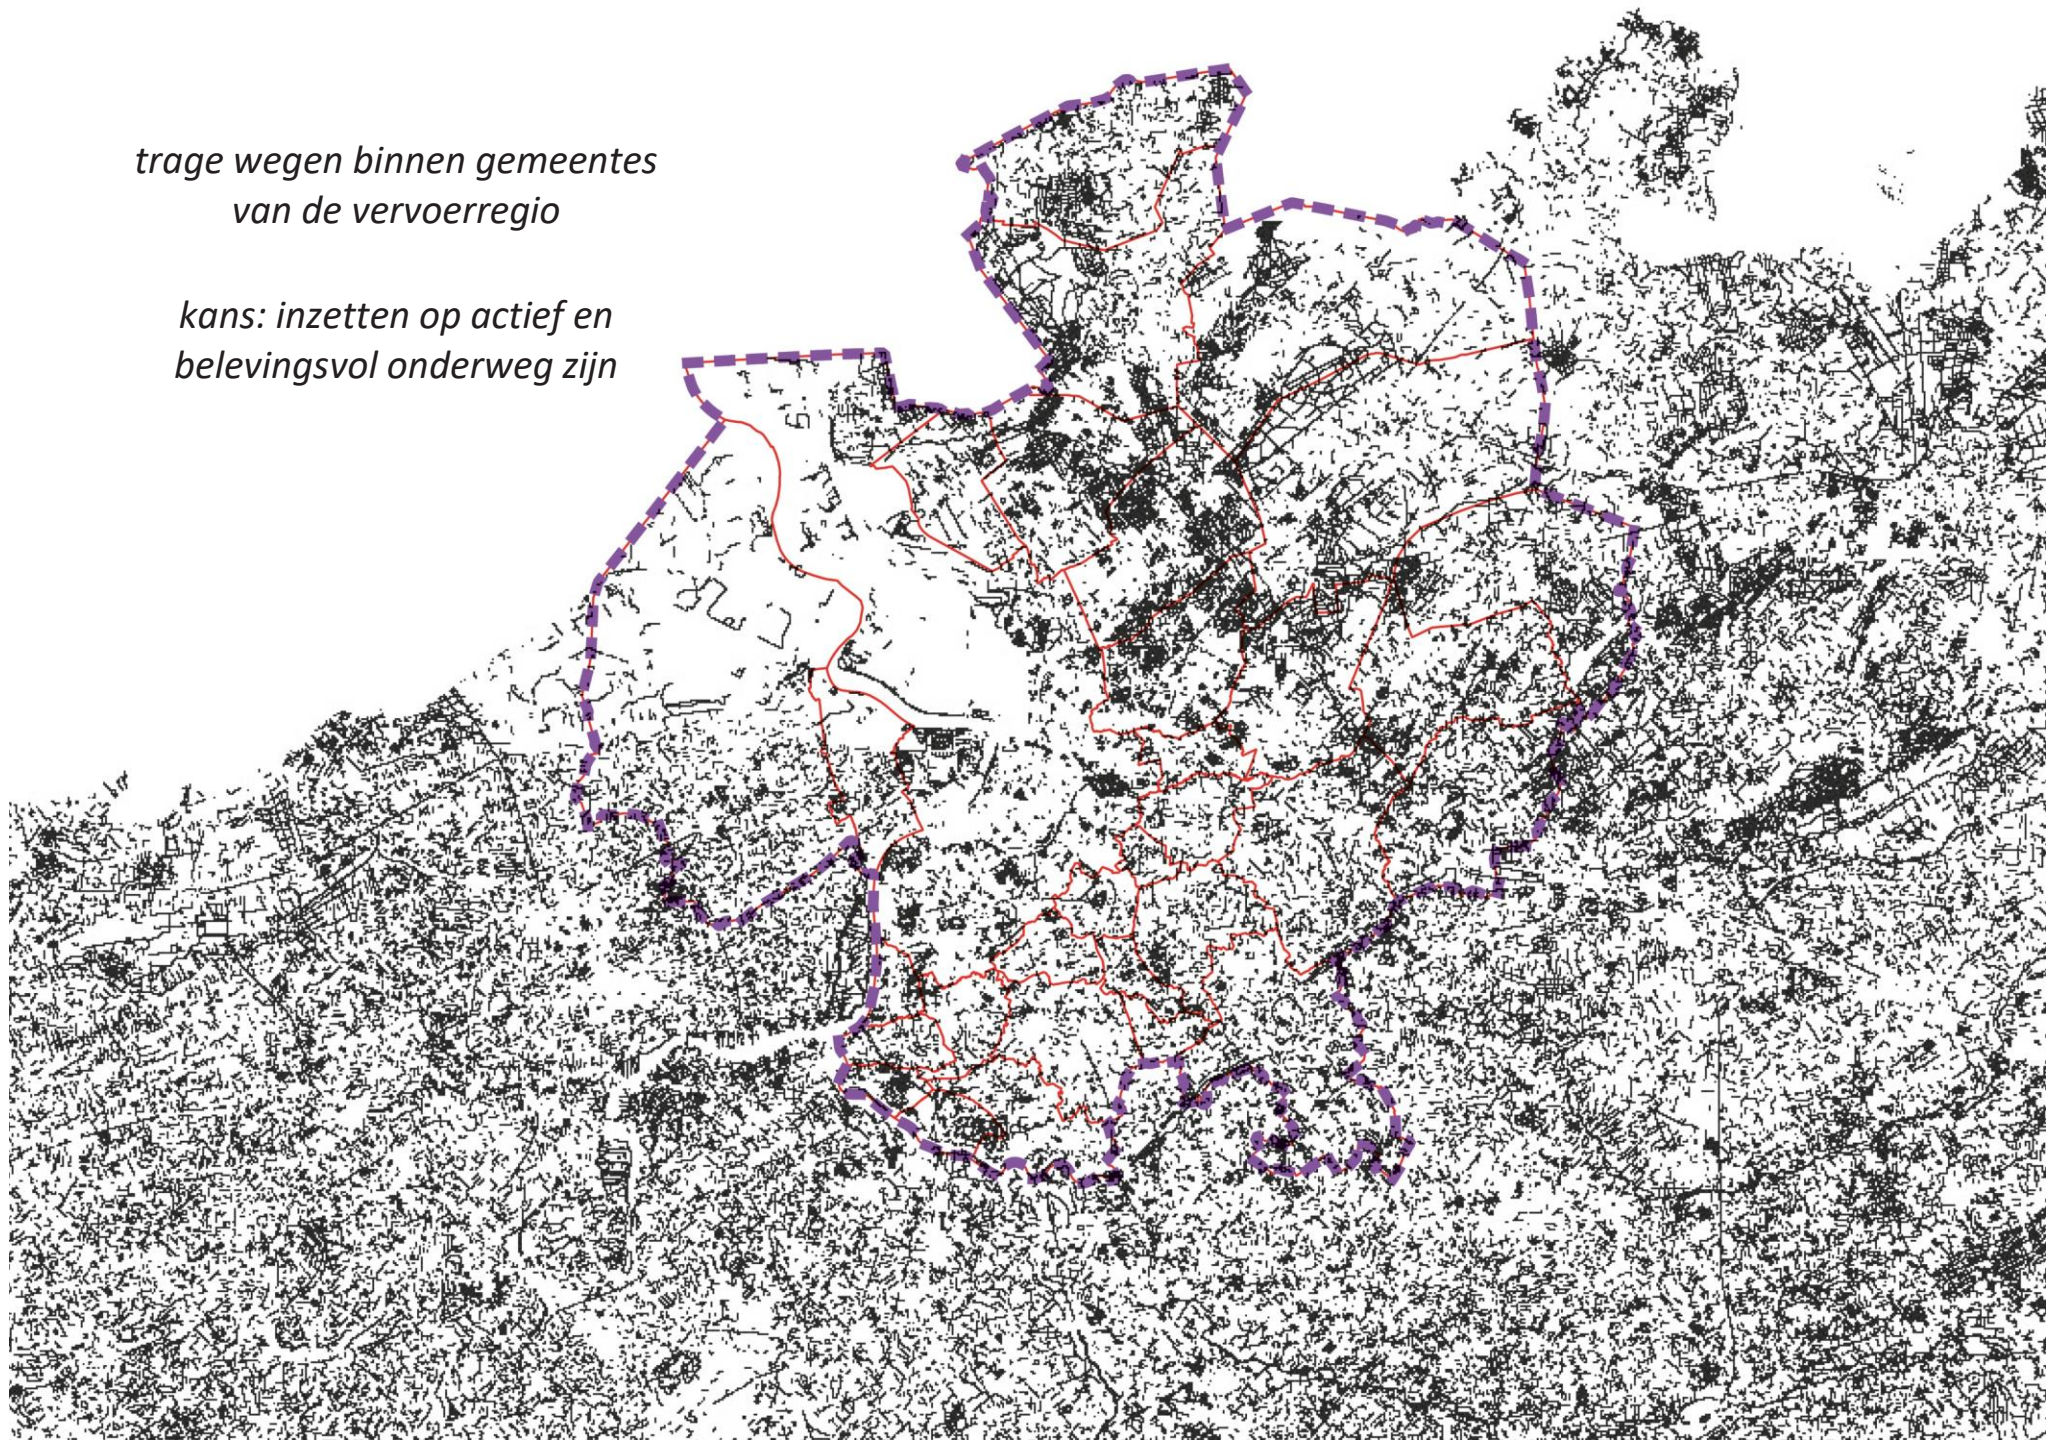 trage wegen binnen gemeentes
van de vervoerregio
kans: inzetten op actief en
belevingsvol onderweg zijn